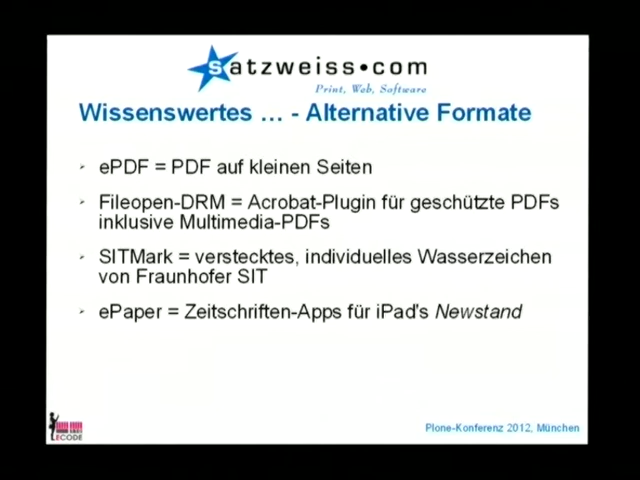 satzweiss.com
Print, Web, Software
Wissenswertes ... - Alternative Formate
ePDF = PDF auf kleinen Seiten
Fileopen-DRM = Acrobat-Plugin für geschützte PDFs
inklusive Multimedia-PDFs
SITMark = verstecktes, individuelles Wasserzeichen
von Fraunhofer SIT
ePaper = Zeitschriften-Apps für iPad's Newstand
ECODE
Plone-Konferenz 2012, München